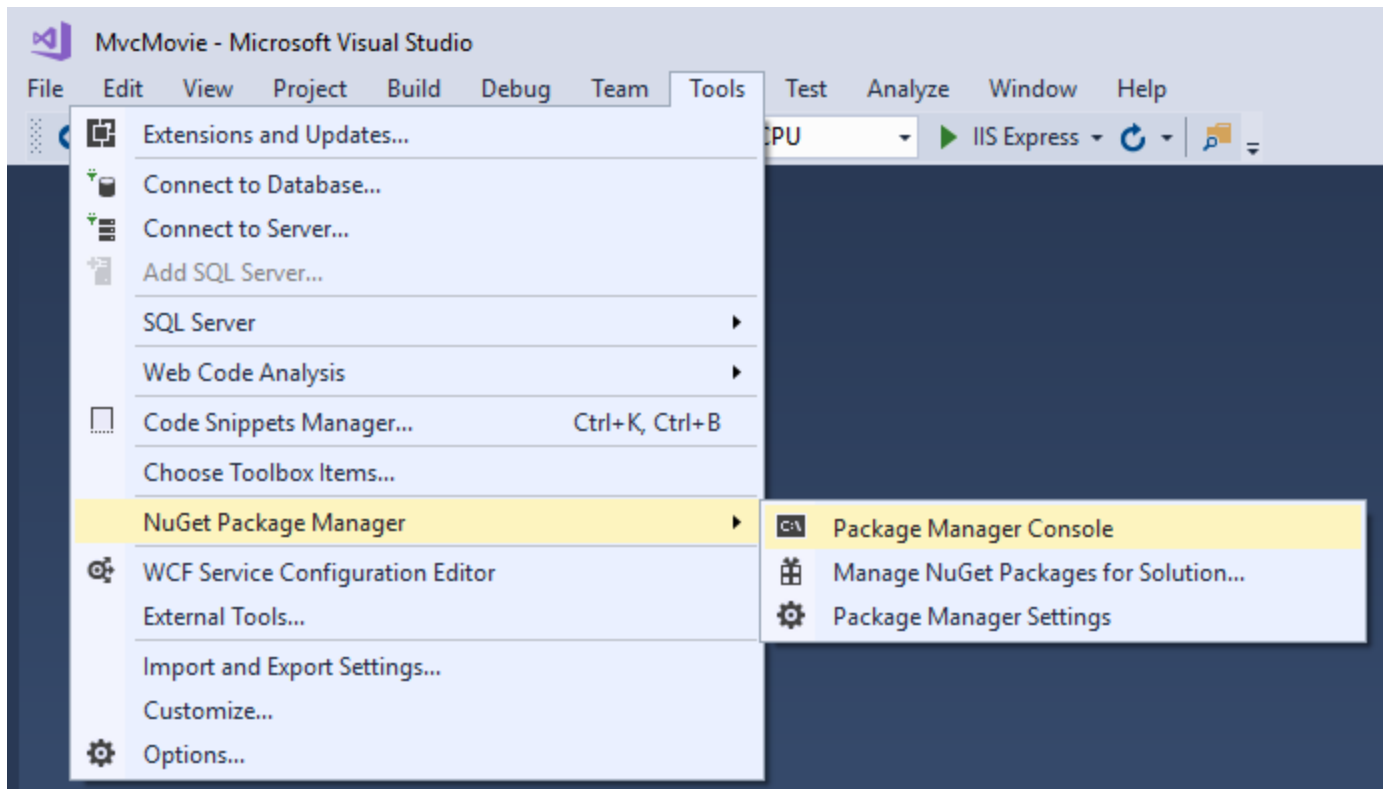 MvcMovie - Microsoft Visual Studio
File Edit View Project Build Debug Team Tools Test Analyze Window Help
Extensions and Updates... IIS Express
Connect to Database...
Connect to Server...
Add SQL Server...
SQL Server
Web Code Analysis
Code Snippets Manager... Ctrl+K, Ctrl+B
Choose Toolbox Items...
NuGet Package Manager
C:\ Package Manager Console
WCF Service Configuration Editor
Manage NuGet Packages for Solution...
External Tools...
Package Manager Settings
Import and Export Settings...
Customize...
Options...